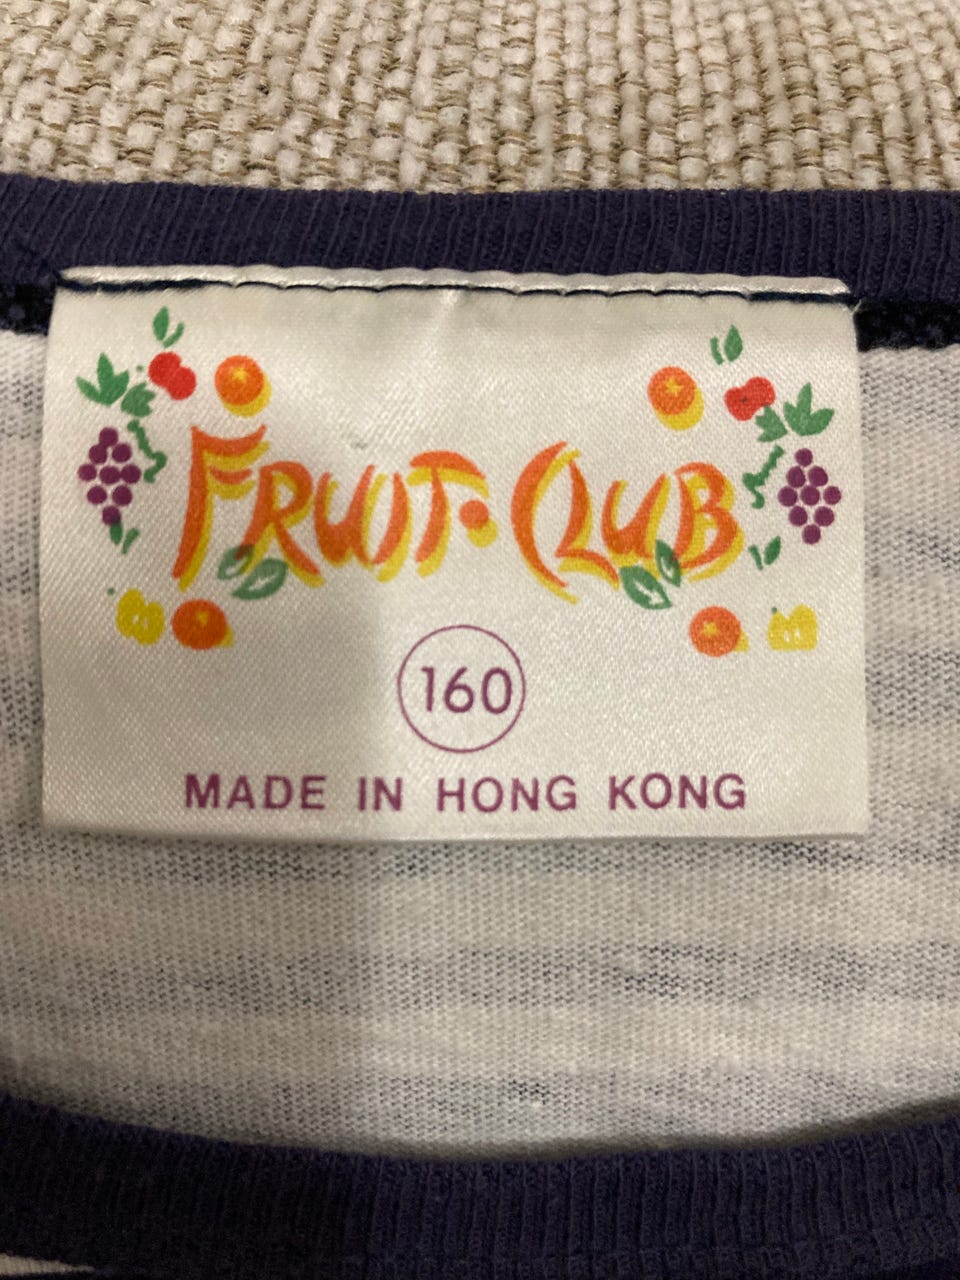 FRUIT·CLUB
160
MADE IN HONG KONG